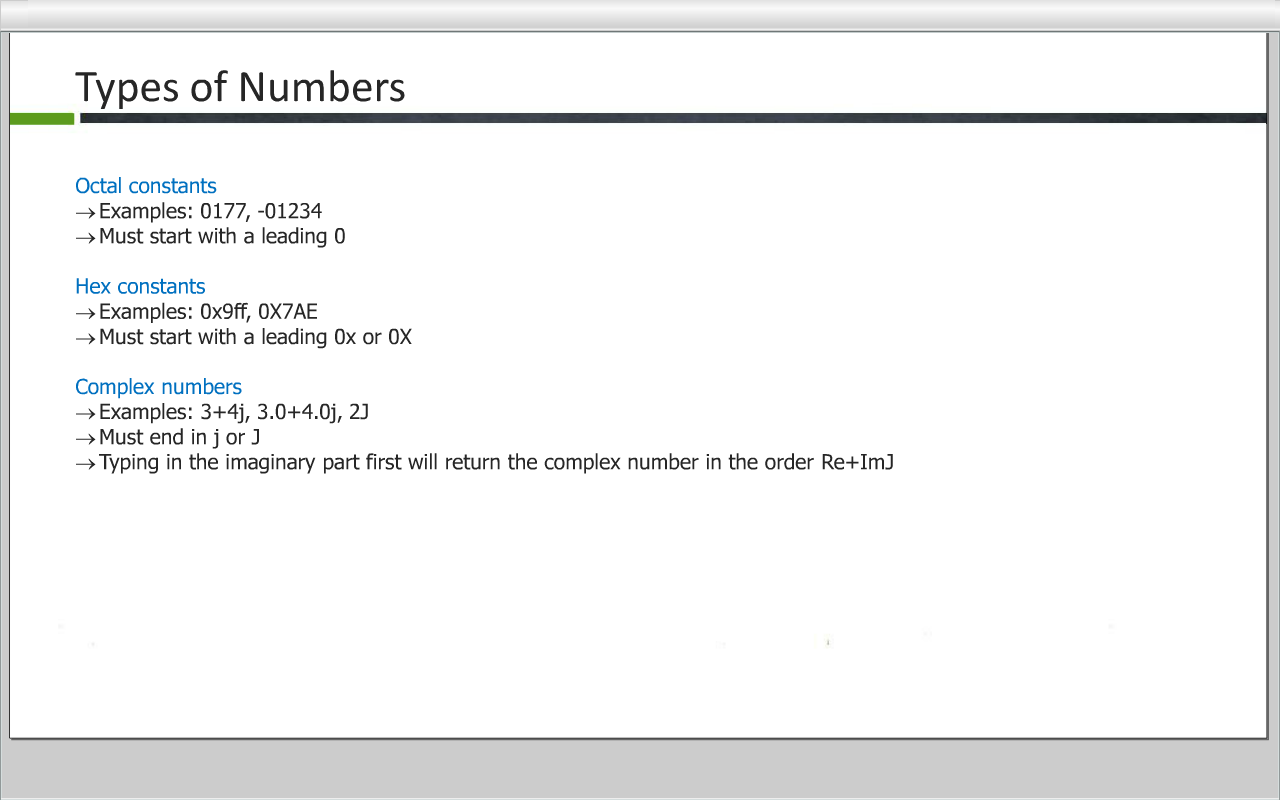 Types of Numbers
Octal constants
→Examples: 0177, -01234
→Must start with a leading 0
Hex constants
→Examples: 0x9ff, 0X7AE
→Must start with a leading 0x or 0X
Complex numbers
→Examples: 3+4j, 3.0+4.0j, 2J
→Must end in j or J
→Typing in the imaginary part first will return the complex number in the order Re+ImJ